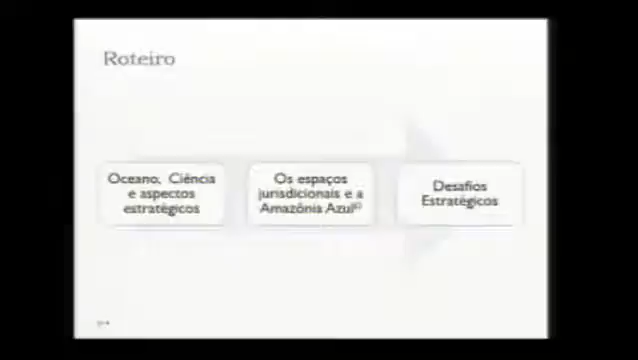 Roteiro
Oceano, Ciência
e aspectos
estratégicos
Os espaços
jurisdicionais e a
Amazônia Azul
Desafios
Estratégicos